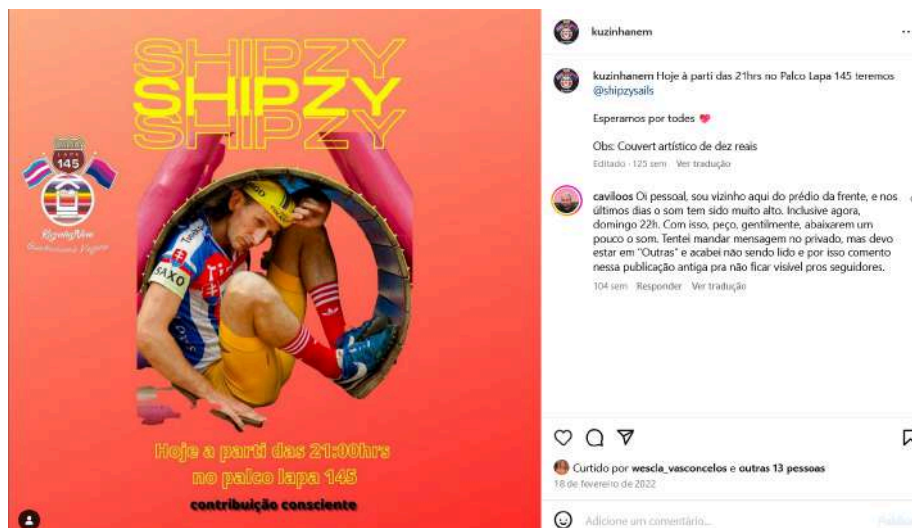 SHIPZY
SHIPZY
SHIPZY
LAPA
145
SAXO
Hoje a parti das 21:00hrs
no palco lapa 145
contribuição consciente
kuzinhanem
kuzinhanem Hoje à parti das 21hrs no Palco Lapa 145 teremos
@shipzysails
Esperamos por todes 💖
Obs: Couvert artístico de dez reais
Editado · 125 sem Ver tradução
caviloos Oi pessoal, sou vizinho aqui do prédio da frente, e nos
últimos dias o som tem sido muito alto. Inclusive agora,
domingo 22h. Com isso, peço, gentilmente, abaixarem um
pouco o som. Tentei mandar mensagem no privado, mas devo
estar em "Outras" e acabei não sendo lido e por isso comento
nessa publicação antiga pra não ficar visível pros seguidores.
104 sem Responder Ver tradução
Curtido por wescla_vasconcelos e outras 13 pessoas
18 de fevereiro de 2022
Adicione um comentário...
Publicar